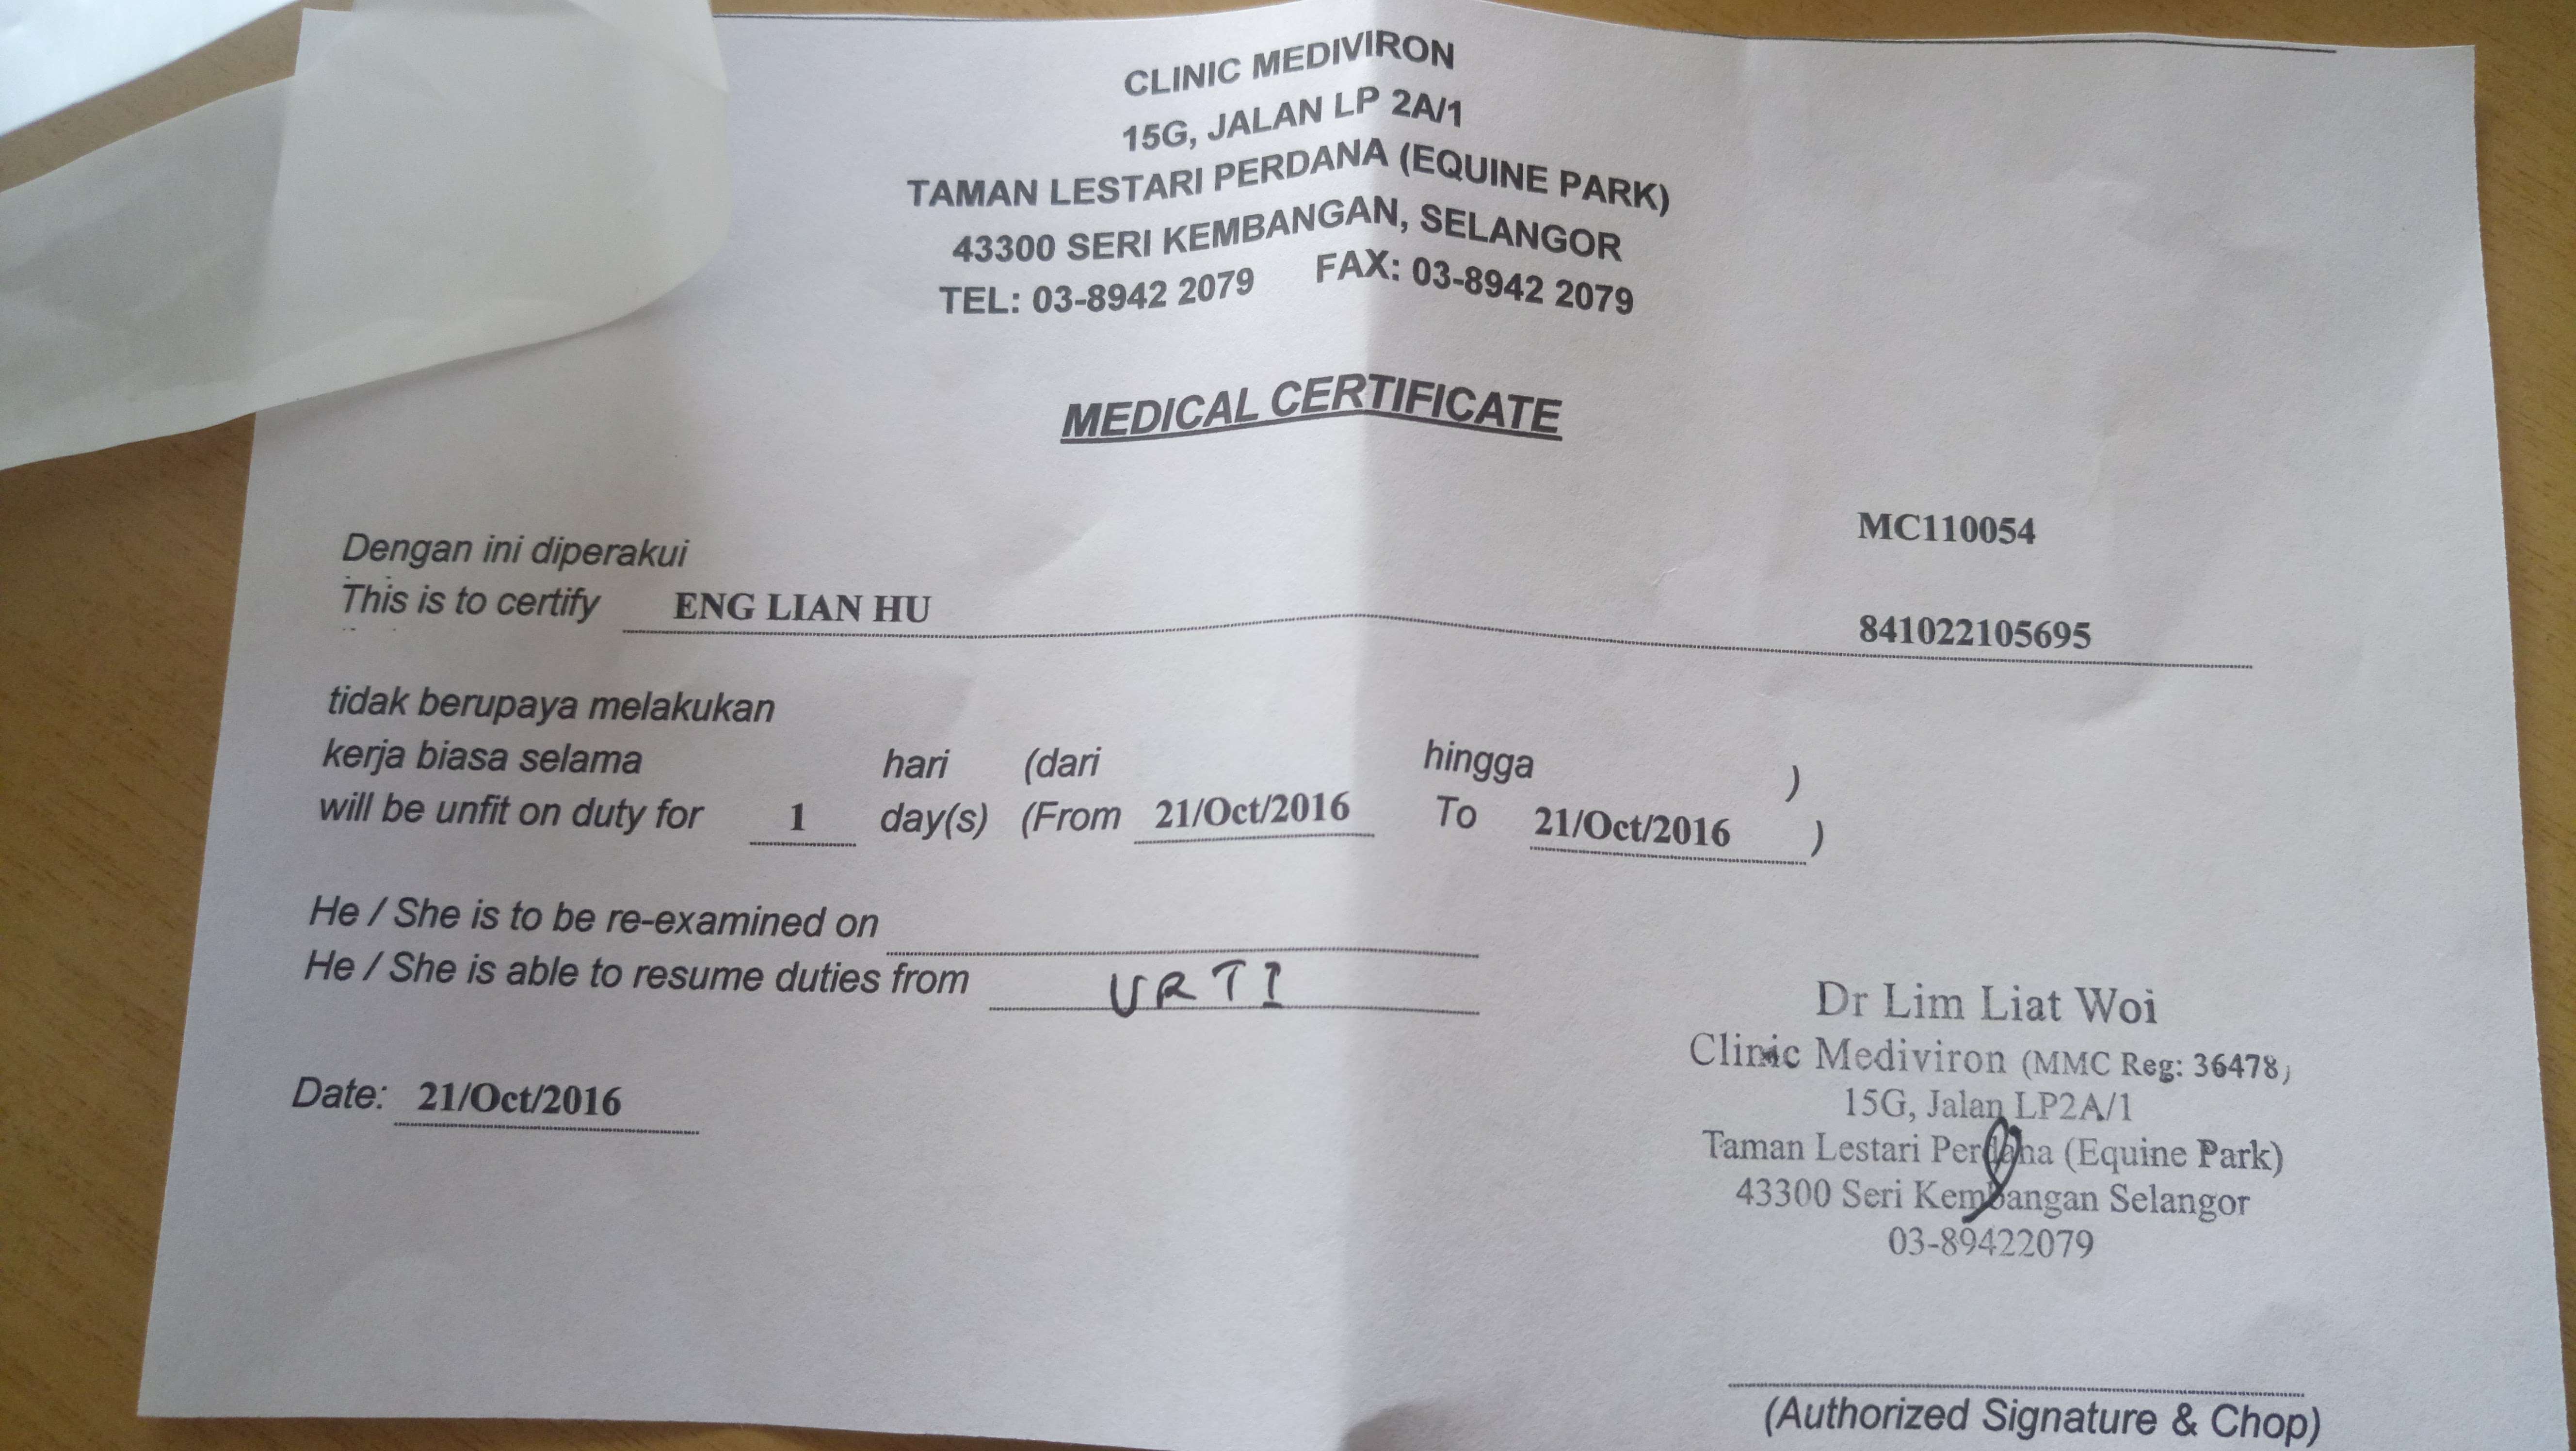 CLINIC MEDIVIRON
15G, JALAN LP 2A/1
TAMAN LESTARI PERDANA (EQUINE PARK)
43300 SERI KEMBANGAN, SELANGOR
TEL: 03-8942 2079 FAX: 03-8942 2079
MEDICAL CERTIFICATE
MC110054
Dengan ini diperakui
This is to certify ENG LIAN HU 841022105695
tidak berupaya melakukan
kerja biasa selama hari (dari hingga )
will be unfit on duty for 1 day(s) (From 21/Oct/2016 To 21/Oct/2016 )
He / She is to be re-examined on
He / She is able to resume duties from URTI
Date: 21/Oct/2016
Dr Lim Liat Woi
Clinic Mediviron (MMC Reg: 36478)
15G, Jalan LP2A/1
Taman Lestari Perdana (Equine Park)
43300 Seri Kembangan Selangor
03-89422079
(Authorized Signature & Chop)